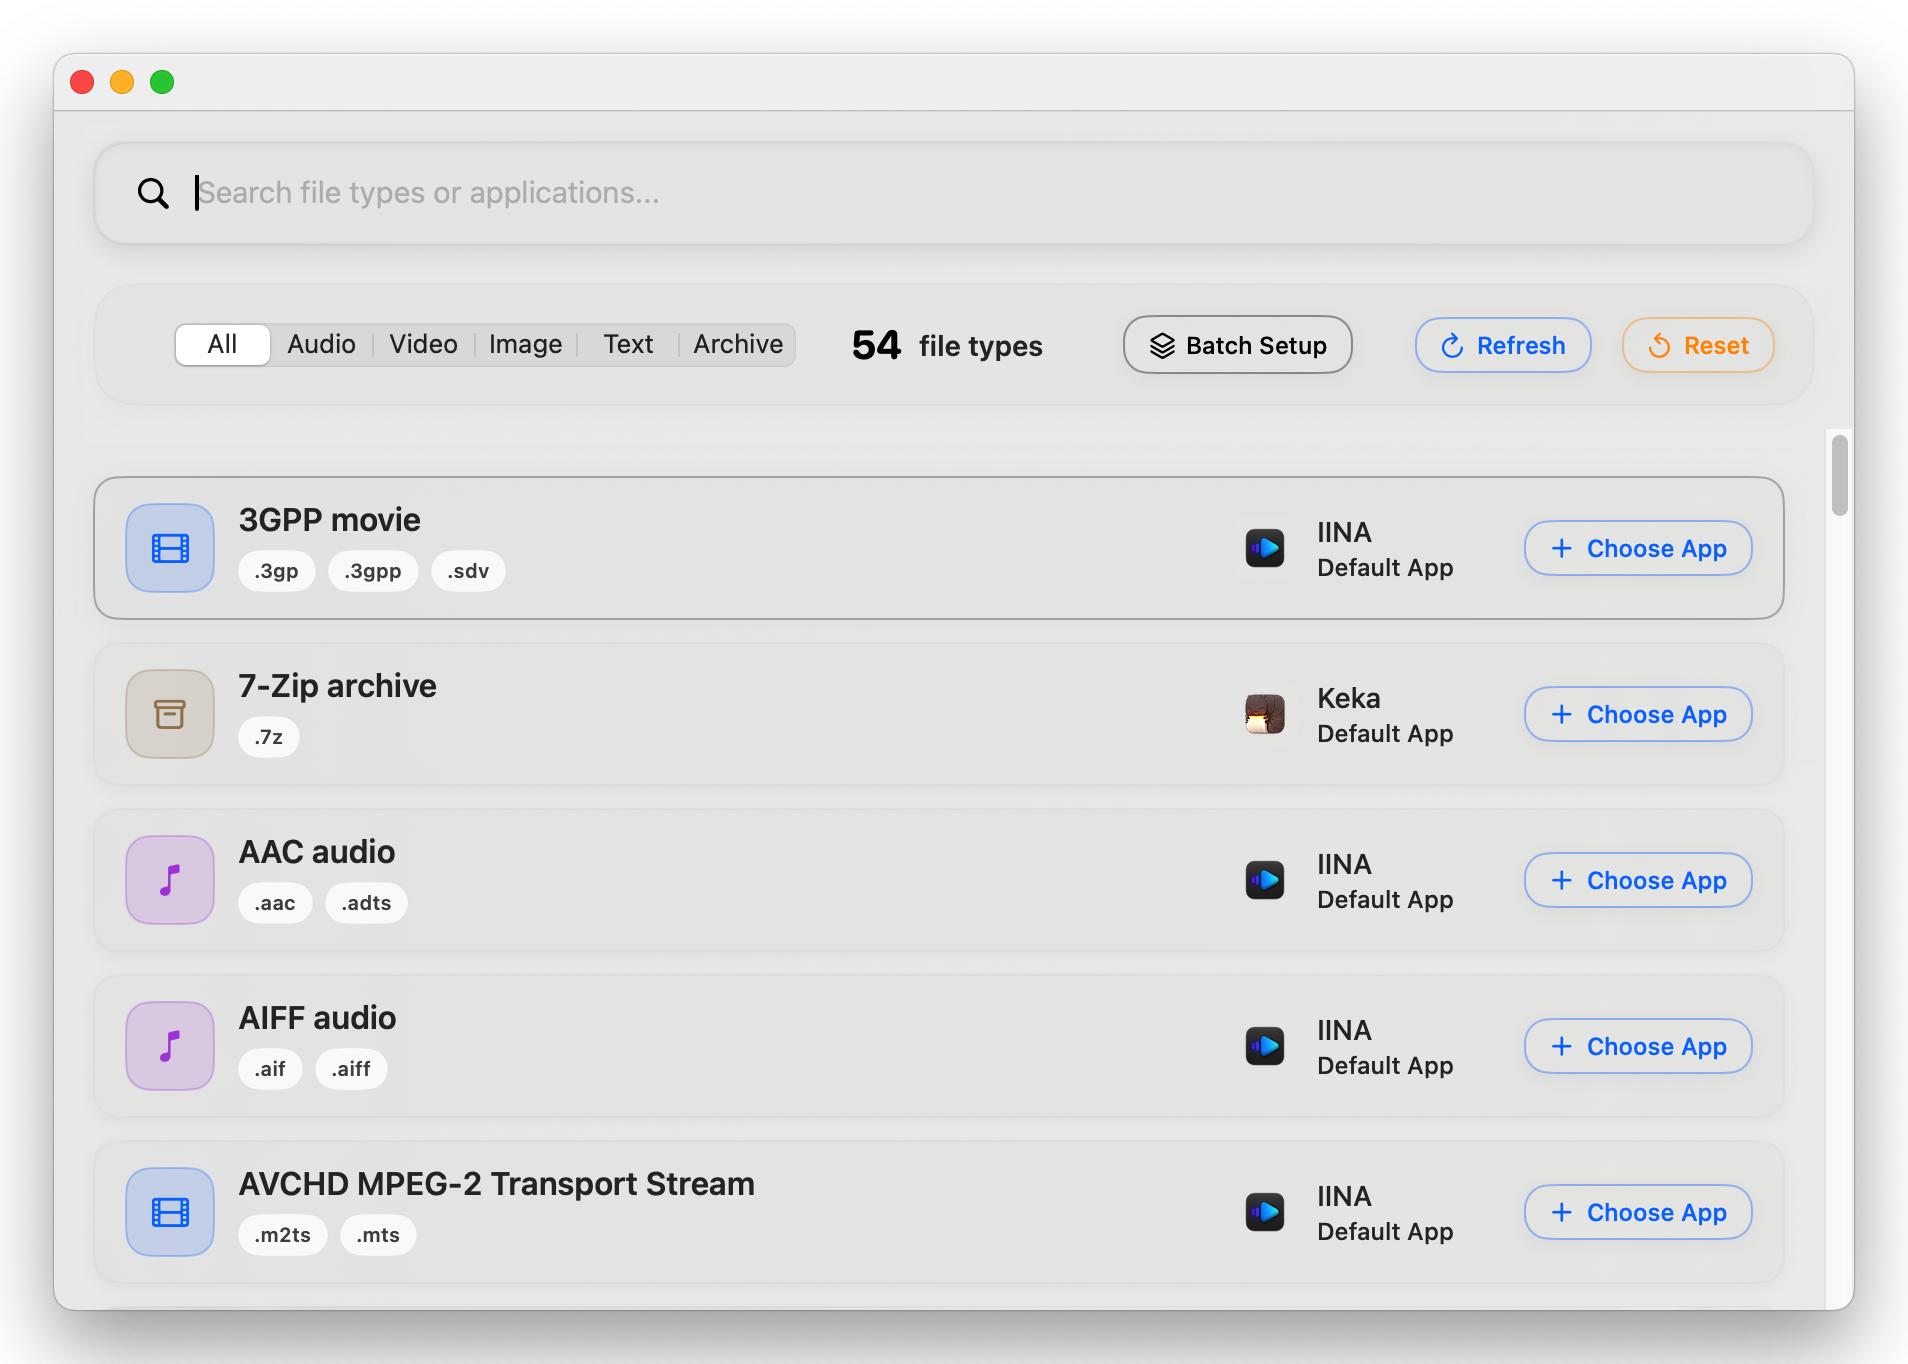 Search file types or applications...
All Audio Video Image Text Archive 54 file types Batch Setup Refresh Reset
3GPP movie
.3gp .3gpp .sdv
IINA
Default App
Choose App
7-Zip archive
.7z
Keka
Default App
Choose App
AAC audio
.aac .adts
IINA
Default App
Choose App
AIFF audio
.aif .aiff
IINA
Default App
Choose App
AVCHD MPEG-2 Transport Stream
.m2ts .mts
IINA
Default App
Choose App